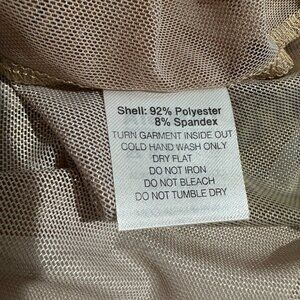 Shell: 92% Polyester
8% Spandex
TURN GARMENT INSIDE OUT
COLD HAND WASH ONLY
DRY FLAT
DO NOT IRON
DO NOT BLEACH
DO NOT TUMBLE DRY